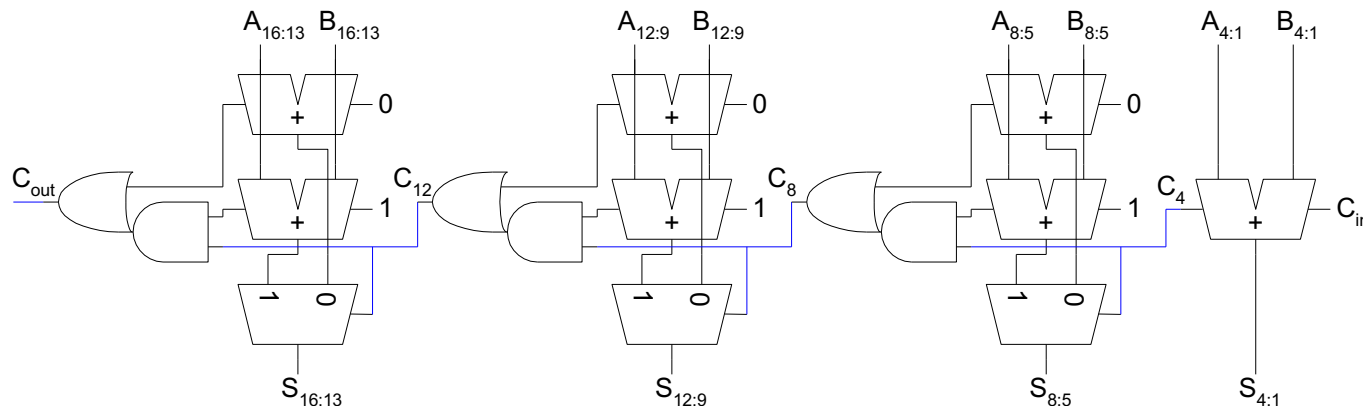 A16:13 B16:13 A12:9 B12:9 A8:5 B8:5 A4:1 B4:1
0 0 0
+ + +
Cout C12 C8 C4
1 1 1 Cin
+ + + +
1 0 1 0 1 0
S16:13 S12:9 S8:5 S4:1